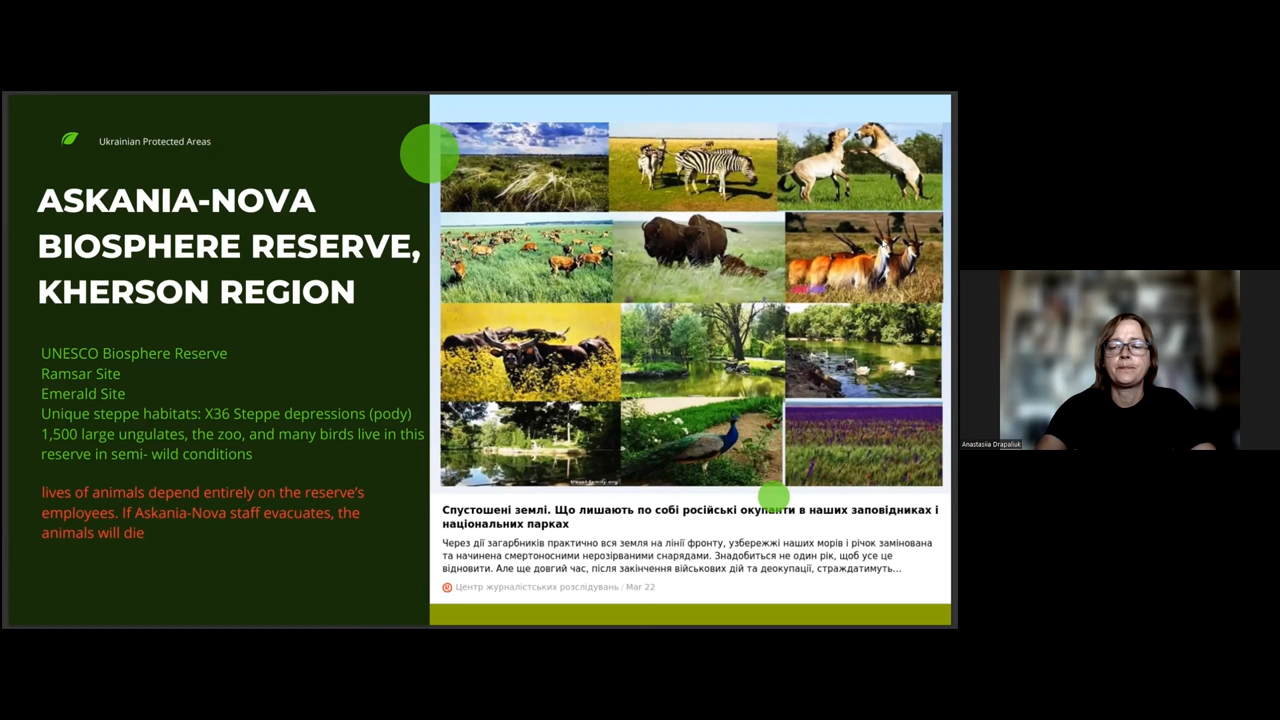 Ukrainian Protected Areas
ASKANIA-NOVA
BIOSPHERE RESERVE,
KHERSON REGION
UNESCO Biosphere Reserve
Ramsar Site
Emerald Site
Unique steppe habitats: X36 Steppe depressions (pody)
1,500 large ungulates, the zoo, and many birds live in this
reserve in semi- wild conditions
lives of animals depend entirely on the reserve's
employees. If Askania-Nova staff evacuates, the
animals will die
Спустошені землі. Що лишають по собі російські окупанти в наших заповідниках і
національних парках
Через дії загарбників практично вся земля на лінії фронту, узбережжі наших морів і річок замінована
та начинена смертоносними нерозірваними снарядами. Знадобиться не один рік, щоб усе це
відновити. Але ще довгий час, після закінчення військових дій та деокупації, страждатимуть...
Центр журналістських розслідувань / Mar 22
Anastasiia Drapaliuk